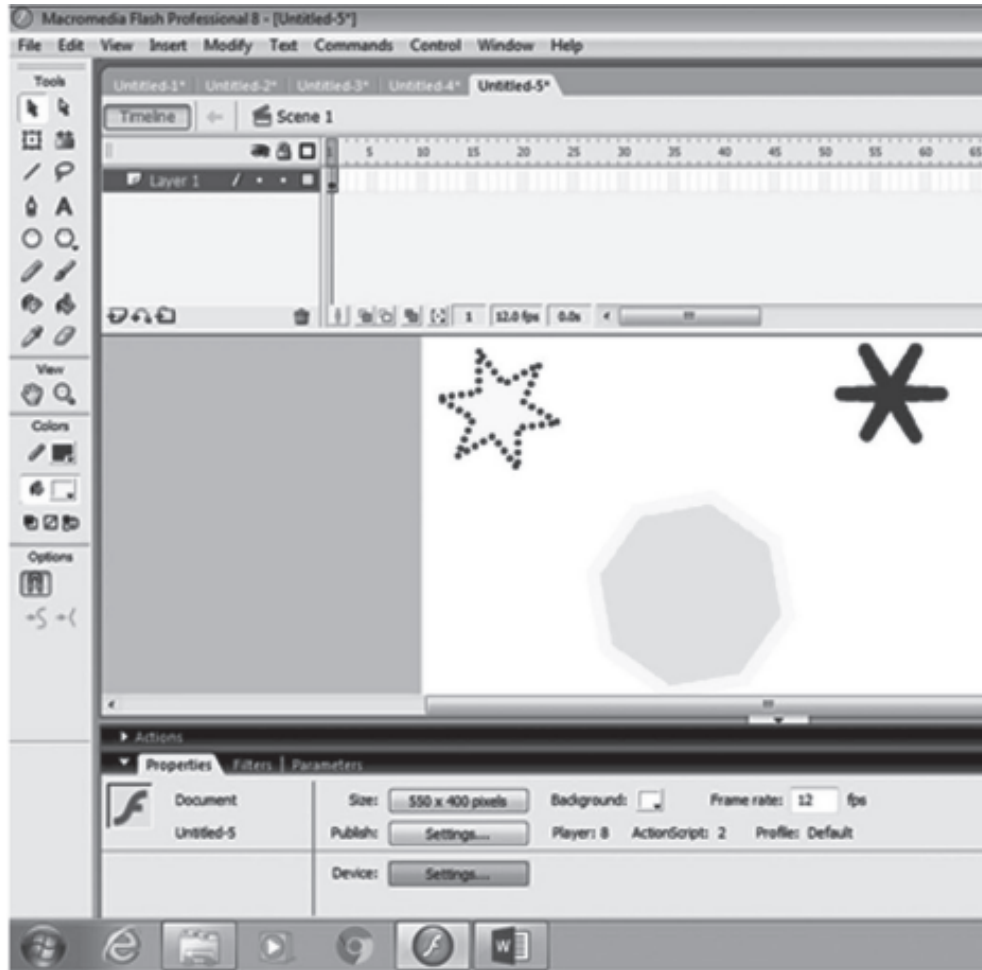 Macromedia Flash Professional 8 - [Untitled-5*]
File Edit View Insert Modify Text Commands Control Window Help
Tools
Untitled-1* Untitled-2* Untitled-3* Untitled-4* Untitled-5*
Timeline Scene 1
1 5 10 15 20 25 30 35 40 45 50 55 60 65
Layer 1
1 12.0 fps 0.0s
View
Colors
Options
Actions
Properties Filters Parameters
Document Size: 550 x 400 pixels Background: Frame rate: 12 fps
Untitled-5 Publish: Settings... Player: 8 ActionScript: 2 Profile: Default
Device: Settings...